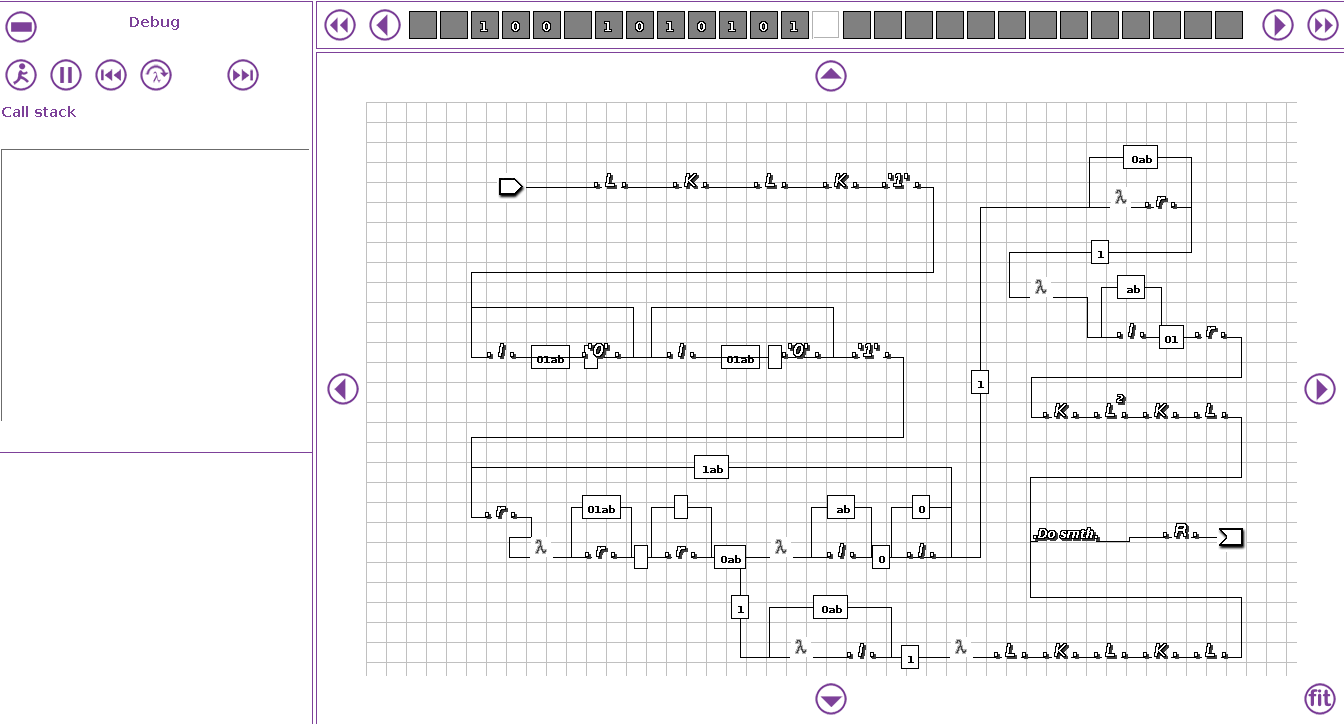 Debug
1 0 0 1 0 1 0 1 0 1
λ
Call stack
0ab
. L . . K . . L . . K . '1' .
λ . r .
1
λ
ab
. l . 01 . r .
. l . 01ab '0' . . l . 01ab '0' . '1' .
1
. K . . L² . . K . . L .
1ab
. r . 01ab ab 0
λ . r . . r . 0ab λ . l . 0 . l .
. Do smth. . R .
1 0ab
λ . l . 1 λ . L . . K . . L . . K . . L .
fit